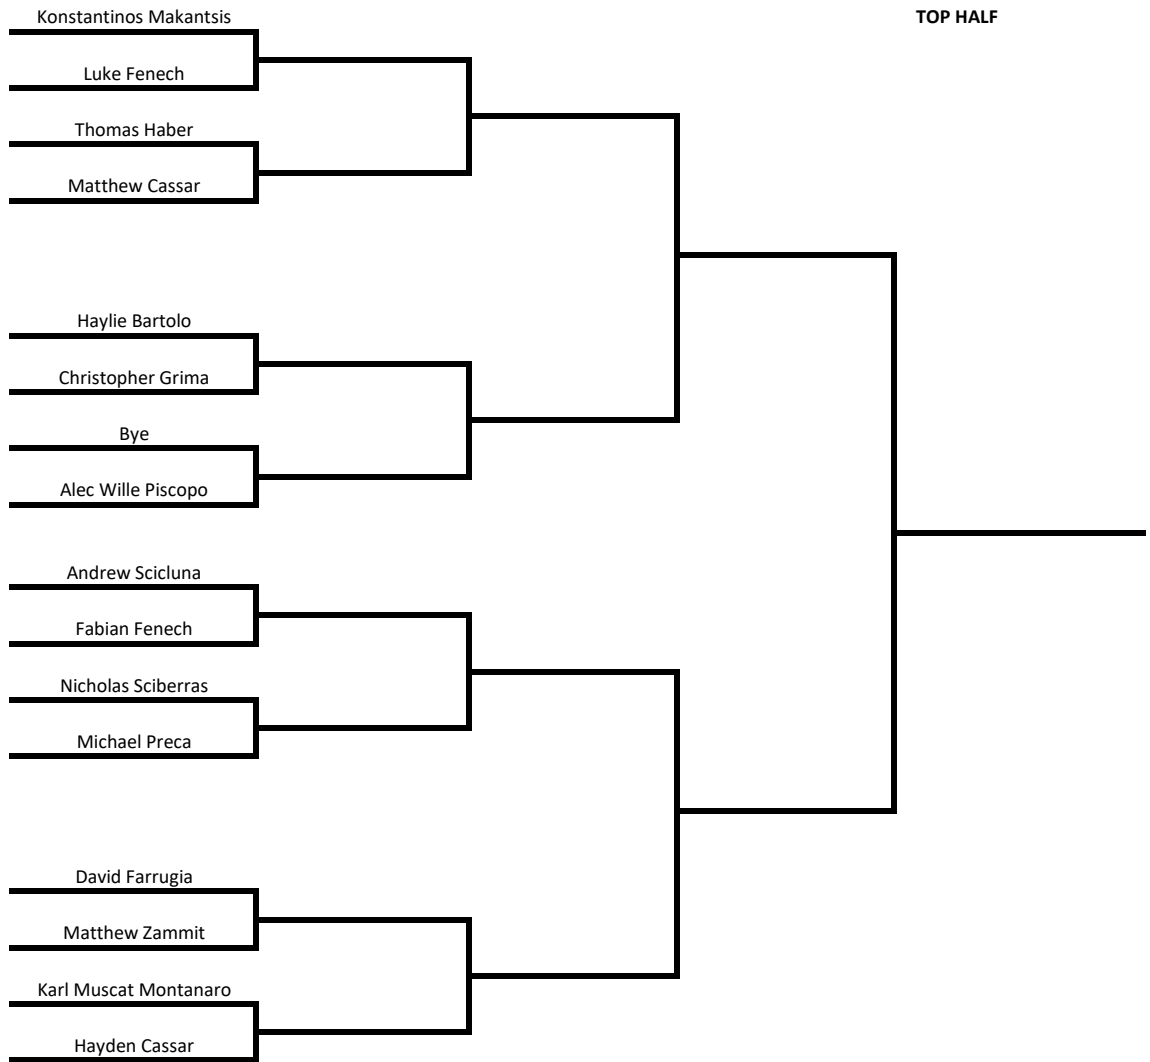 Konstantinos Makantsis
TOP HALF
Luke Fenech
Thomas Haber
Matthew Cassar
Haylie Bartolo
Christopher Grima
Bye
Alec Wille Piscopo
Andrew Scicluna
Fabian Fenech
Nicholas Sciberras
Michael Preca
David Farrugia
Matthew Zammit
Karl Muscat Montanaro
Hayden Cassar